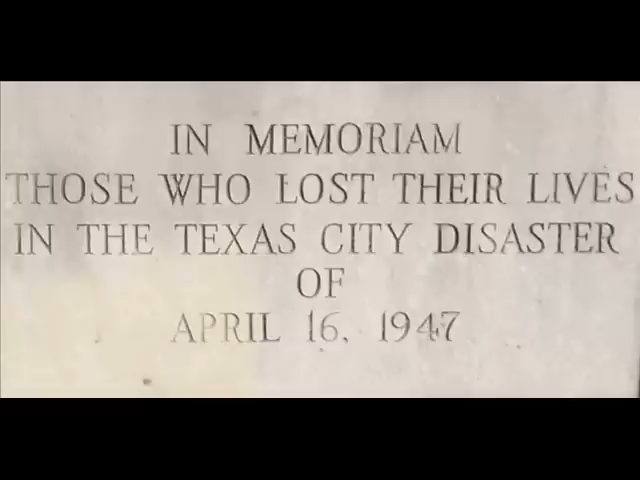 IN MEMORIAM
THOSE WHO LOST THEIR LIVES
IN THE TEXAS CITY DISASTER
OF
APRIL 16, 1947